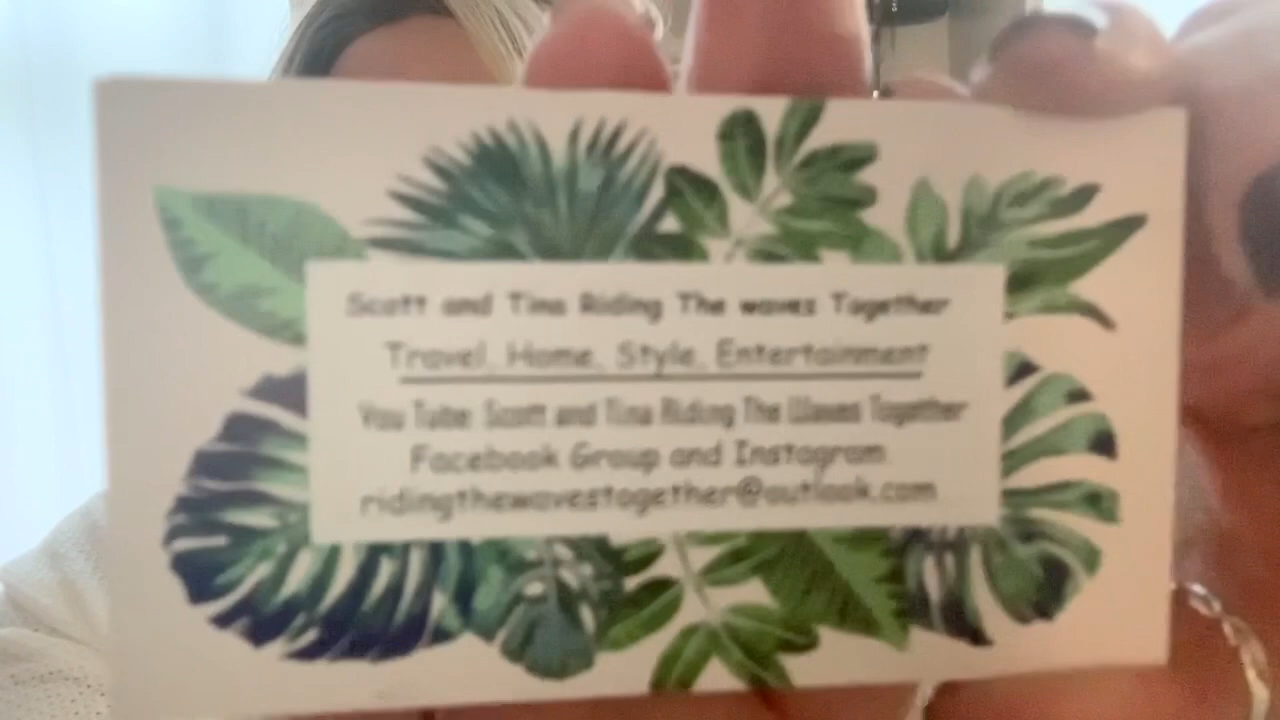 Scott and Tina Riding The waves Together
Travel, Home, Style, Entertainment
You Tube: Scott and Tina Riding The Waves Together
Facebook Group and Instagram
ridingthewavestogether@outlook.com